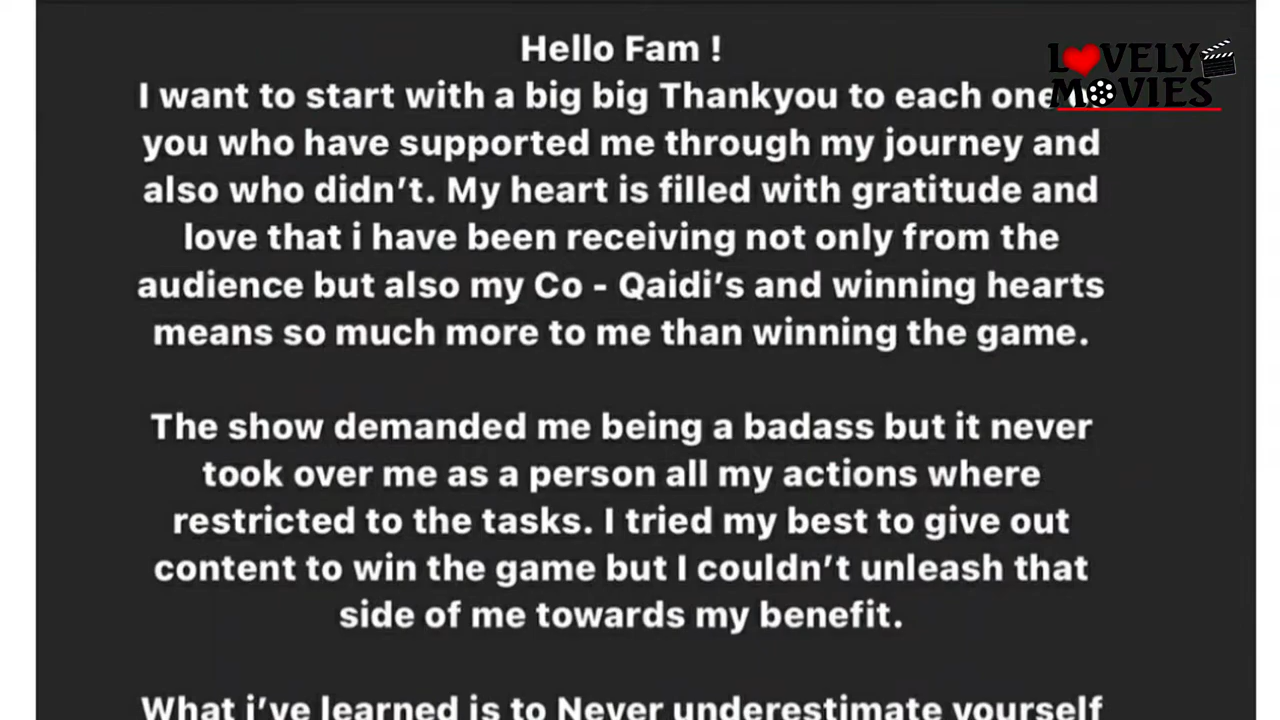 Hello Fam !
LOVELY
MOVIES
I want to start with a big big Thankyou to each one
you who have supported me through my journey and
also who didn't. My heart is filled with gratitude and
love that i have been receiving not only from the
audience but also my Co - Qaidi's and winning hearts
means so much more to me than winning the game.
The show demanded me being a badass but it never
took over me as a person all my actions where
restricted to the tasks. I tried my best to give out
content to win the game but I couldn't unleash that
side of me towards my benefit.
What i've learned is to Never underestimate yourself